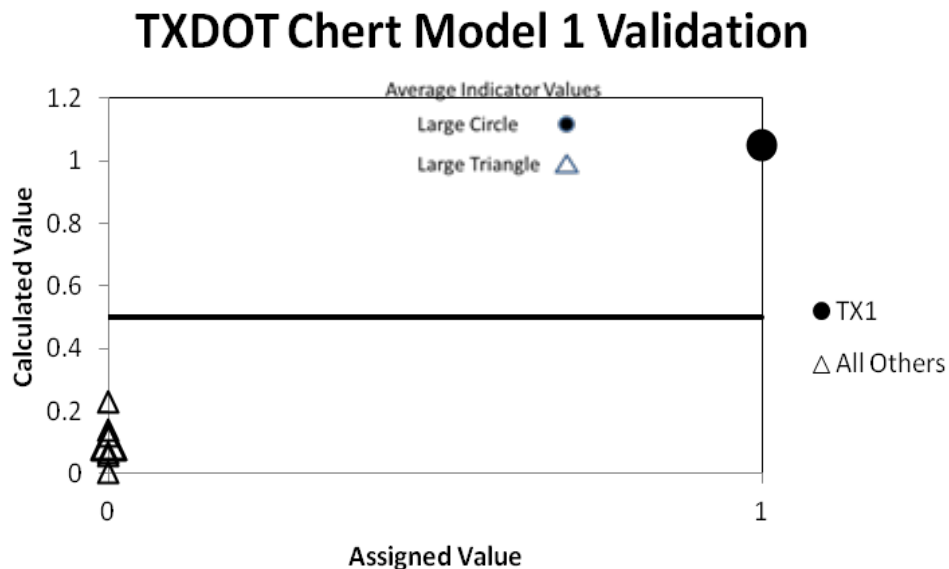 TXDOT Chert Model 1 Validation
Average Indicator Values
Large Circle
Large Triangle
1.2
1
0.8
0.6
0.4
0.2
0
Calculated Value
0
1
Assigned Value
TX1
All Others